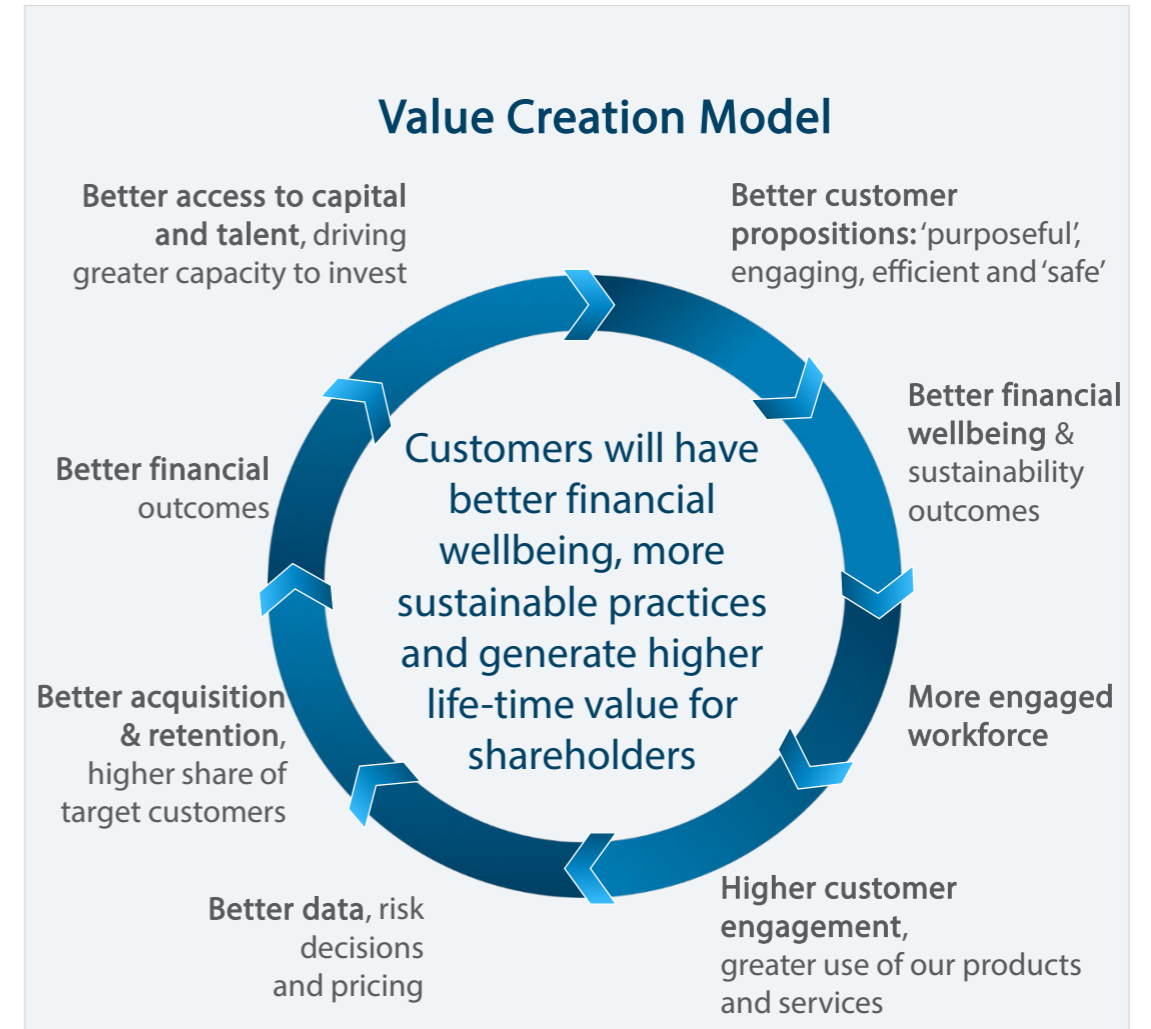 Value Creation Model
Better access to capital
and talent, driving
greater capacity to invest
Better customer
propositions: ‘purposeful’,
engaging, efficient and ‘safe’
Better financial
wellbeing &
sustainability
outcomes
More engaged
workforce
Higher customer
engagement,
greater use of our products
and services
Better data, risk
decisions
and pricing
Better acquisition
& retention,
higher share of
target customers
Better financial
outcomes
Customers will have
better financial
wellbeing, more
sustainable practices
and generate higher
life-time value for
shareholders